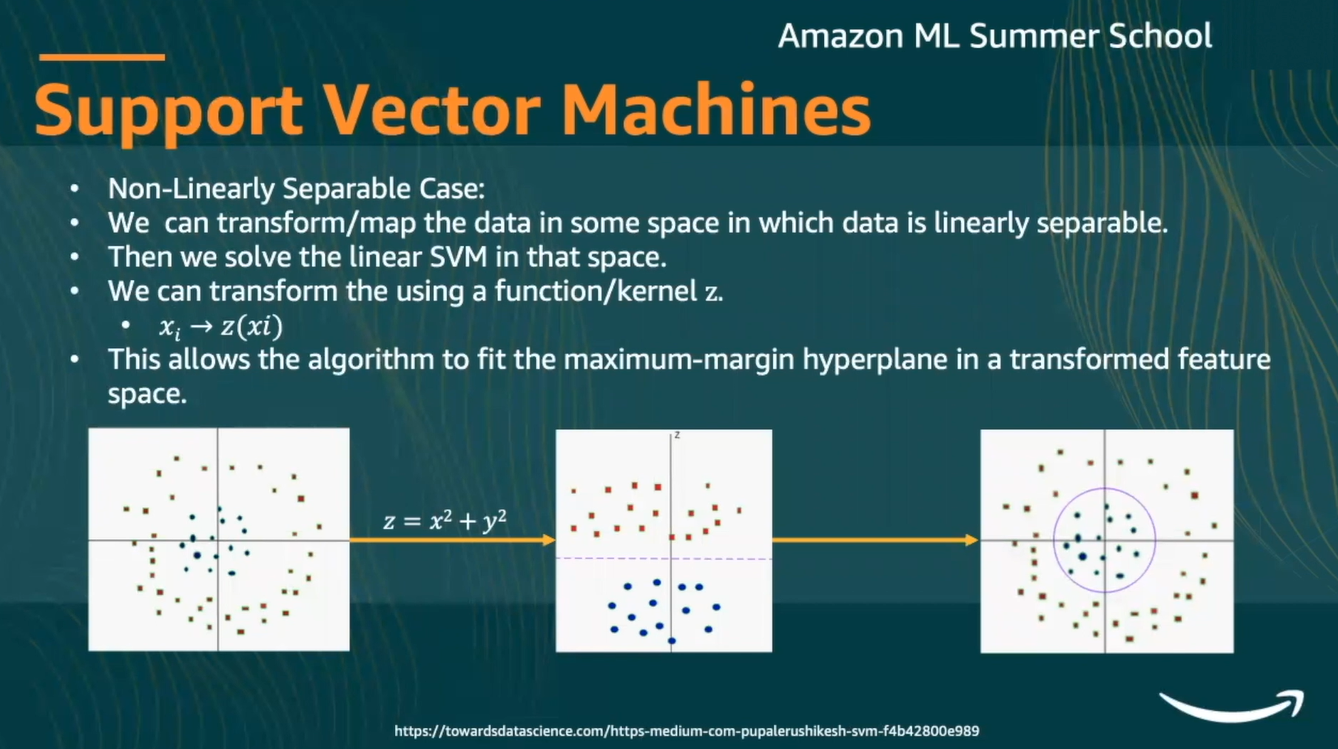 Amazon ML Summer School
Support Vector Machines
• Non-Linearly Separable Case:
• We can transform/map the data in some space in which data is linearly separable.
• Then we solve the linear SVM in that space.
• We can transform the using a function/kernel z.
• xᵢ → z(xi)
• This allows the algorithm to fit the maximum-margin hyperplane in a transformed feature
space.
z
z = x² + y²
https://towardsdatascience.com/https-medium-com-pupalerushikesh-svm-f4b42800e989